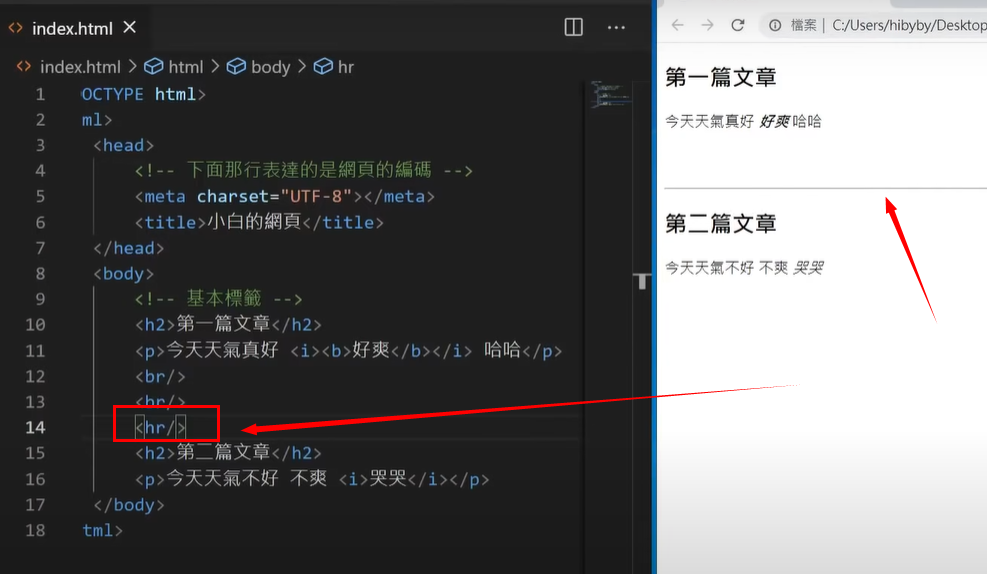 index.html
index.html > html > body > hr
1 OCTYPE html>
2 ml>
3 <head>
4 <!-- 下面那行表達的是網頁的編碼 -->
5 <meta charset="UTF-8"></meta>
6 <title>小白的網頁</title>
7 </head>
8 <body>
9 <!-- 基本標籤 -->
10 <h2>第一篇文章</h2>
11 <p>今天天氣真好 <i><b>好爽</b></i> 哈哈</p>
12 <br/>
13 <br/>
14 <hr/>
15 <h2>第二篇文章</h2>
16 <p>今天天氣不好 不爽 <i>哭哭</i></p>
17 </body>
18 tml>
T
檔案 | C:/Users/hibyby/Desktop
第一篇文章
今天天氣真好 好爽 哈哈
第二篇文章
今天天氣不好 不爽 哭哭